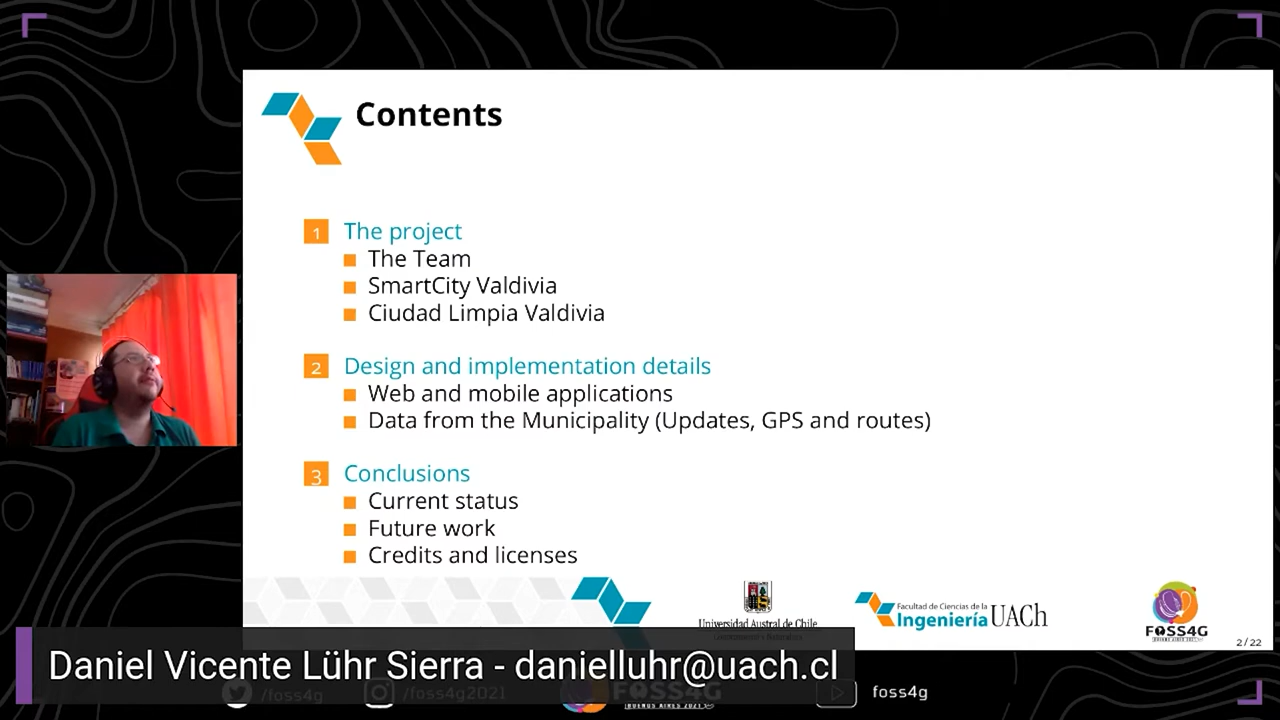 Contents
1 The project
The Team
SmartCity Valdivia
Ciudad Limpia Valdivia
2 Design and implementation details
Web and mobile applications
Data from the Municipality (Updates, GPS and routes)
3 Conclusions
Current status
Future work
Credits and licenses
Universidad Austral de Chile
Facultad de Ciencias de la
Ingeniería UACh
FOSS4G
2/22
Daniel Vicente Lühr Sierra - danielluhr@uach.cl
/foss4g
/foss4g2021
FOSS4G
BUENOS AIRES 2021
foss4g